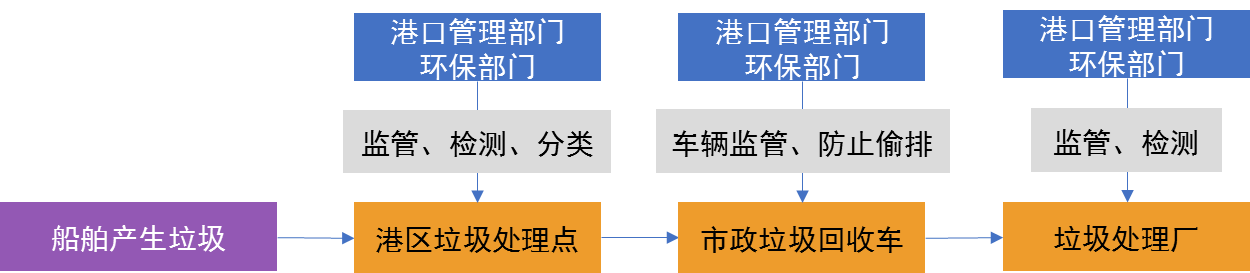 港口管理部门
环保部门
港口管理部门
环保部门
港口管理部门
环保部门
监管、检测、分类
车辆监管、防止偷排
监管、检测
船舶产生垃圾
港区垃圾处理点
市政垃圾回收车
垃圾处理厂